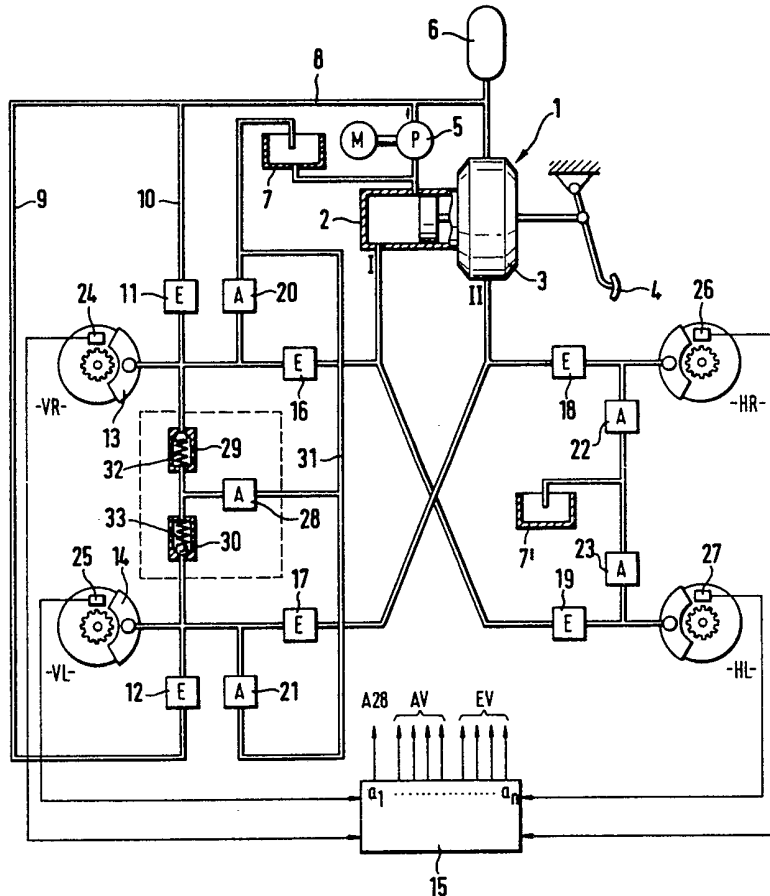 6
8
1
M
P
5
7
9
10
2
I
3
II
4
11
E
A
20
24
26
E
16
E
18
-VR-
13
-HR-
A
22
29
32
31
A
28
33
30
7'
A
23
25
14
17
E
19
E
27
-VL-
-HL-
12
E
A
21
A28
AV
EV
a1 ................ an
15